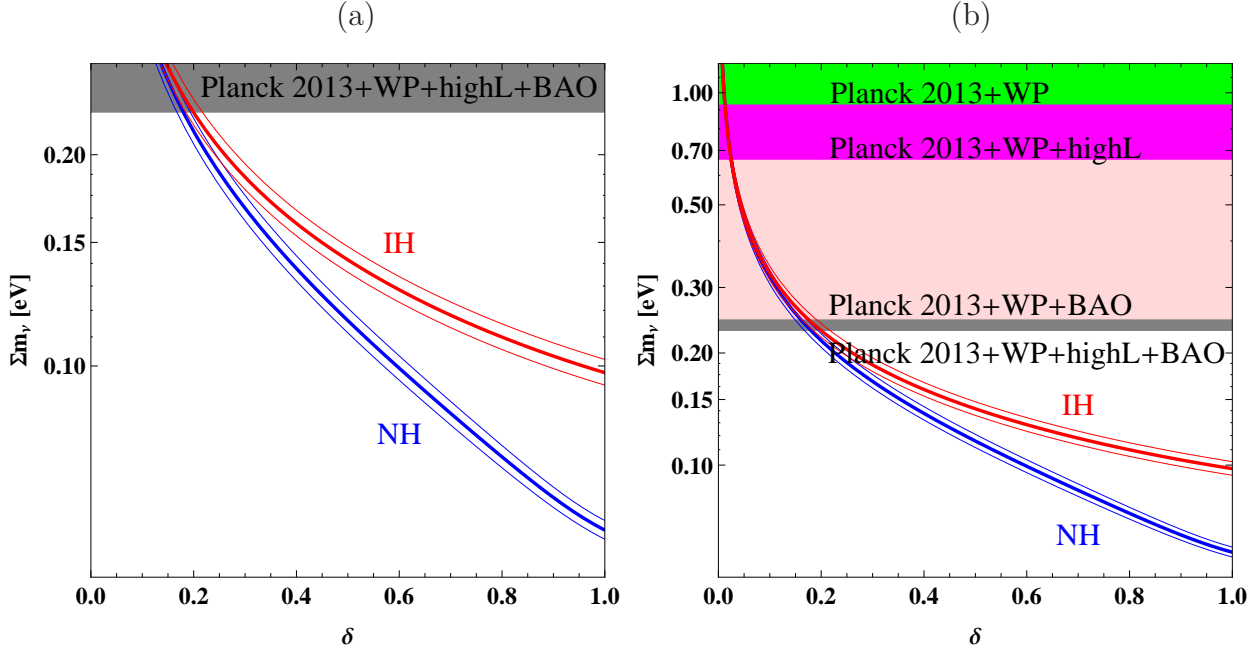 (a)
Planck 2013+WP+highL+BAO
0.20
0.15
0.10
Σmν [eV]
IH
NH
0.0 0.2 0.4 0.6 0.8 1.0
δ
(b)
Planck 2013+WP
Planck 2013+WP+highL
Planck 2013+WP+BAO
Planck 2013+WP+highL+BAO
1.00
0.70
0.50
0.30
0.20
0.15
0.10
Σmν [eV]
IH
NH
0.0 0.2 0.4 0.6 0.8 1.0
δ